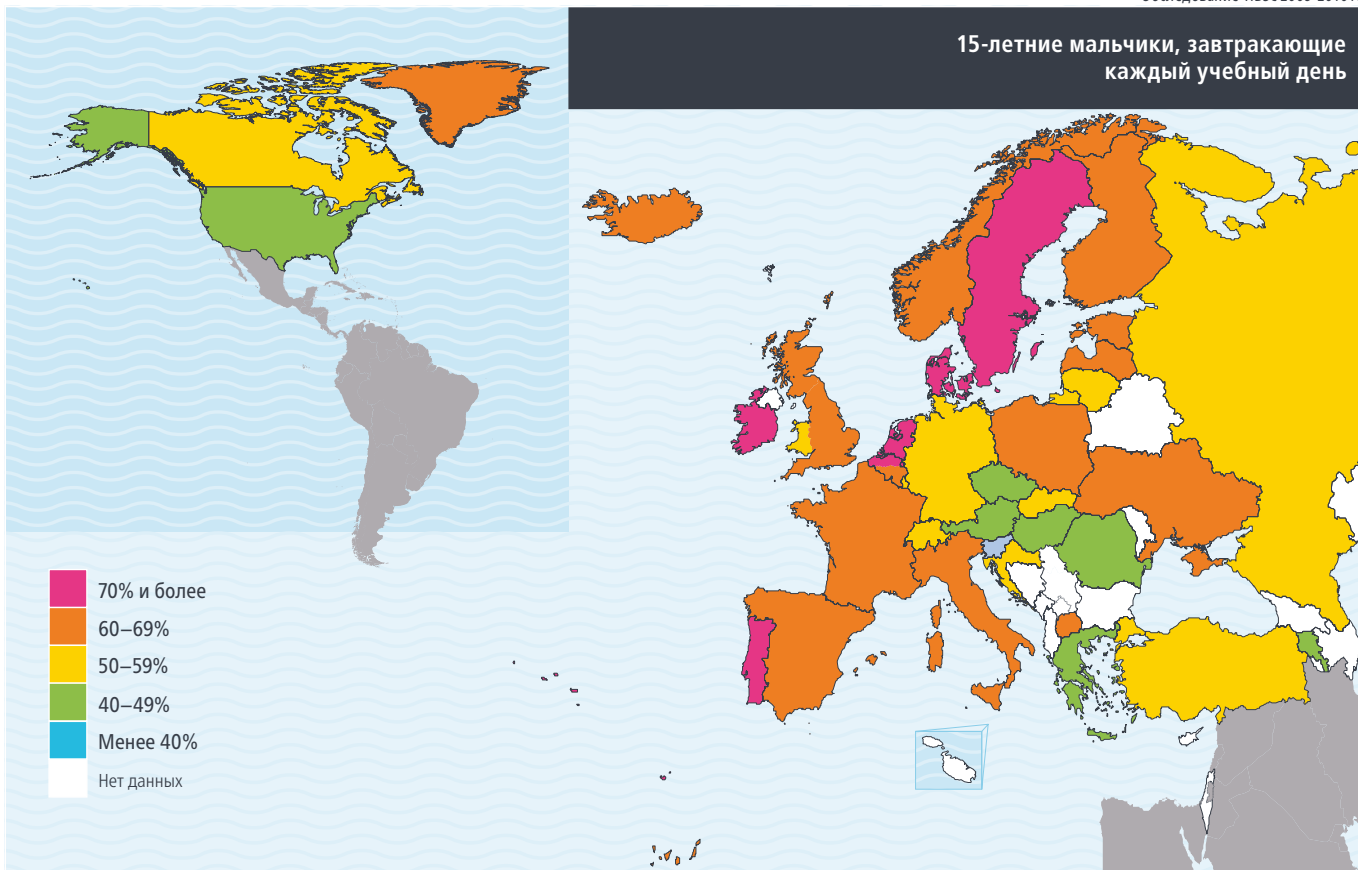 15-летние мальчики, завтракающие
каждый учебный день
70% и более
60–69%
50–59%
40–49%
Менее 40%
Нет данных